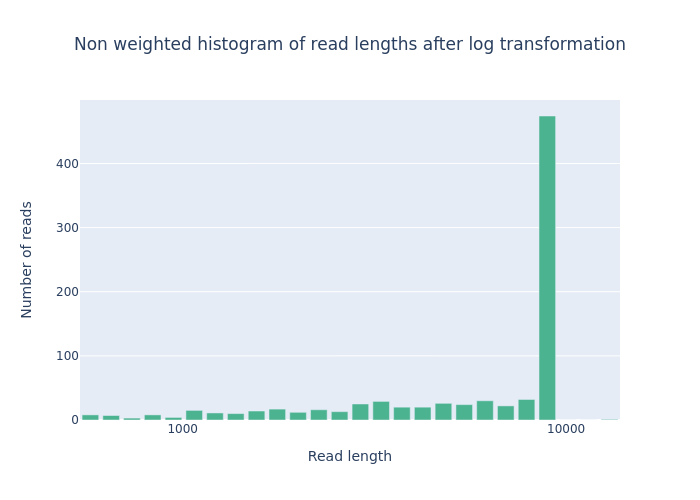 Non weighted histogram of read lengths after log transformation
Number of reads
400
300
200
100
0
1000
10000
Read length